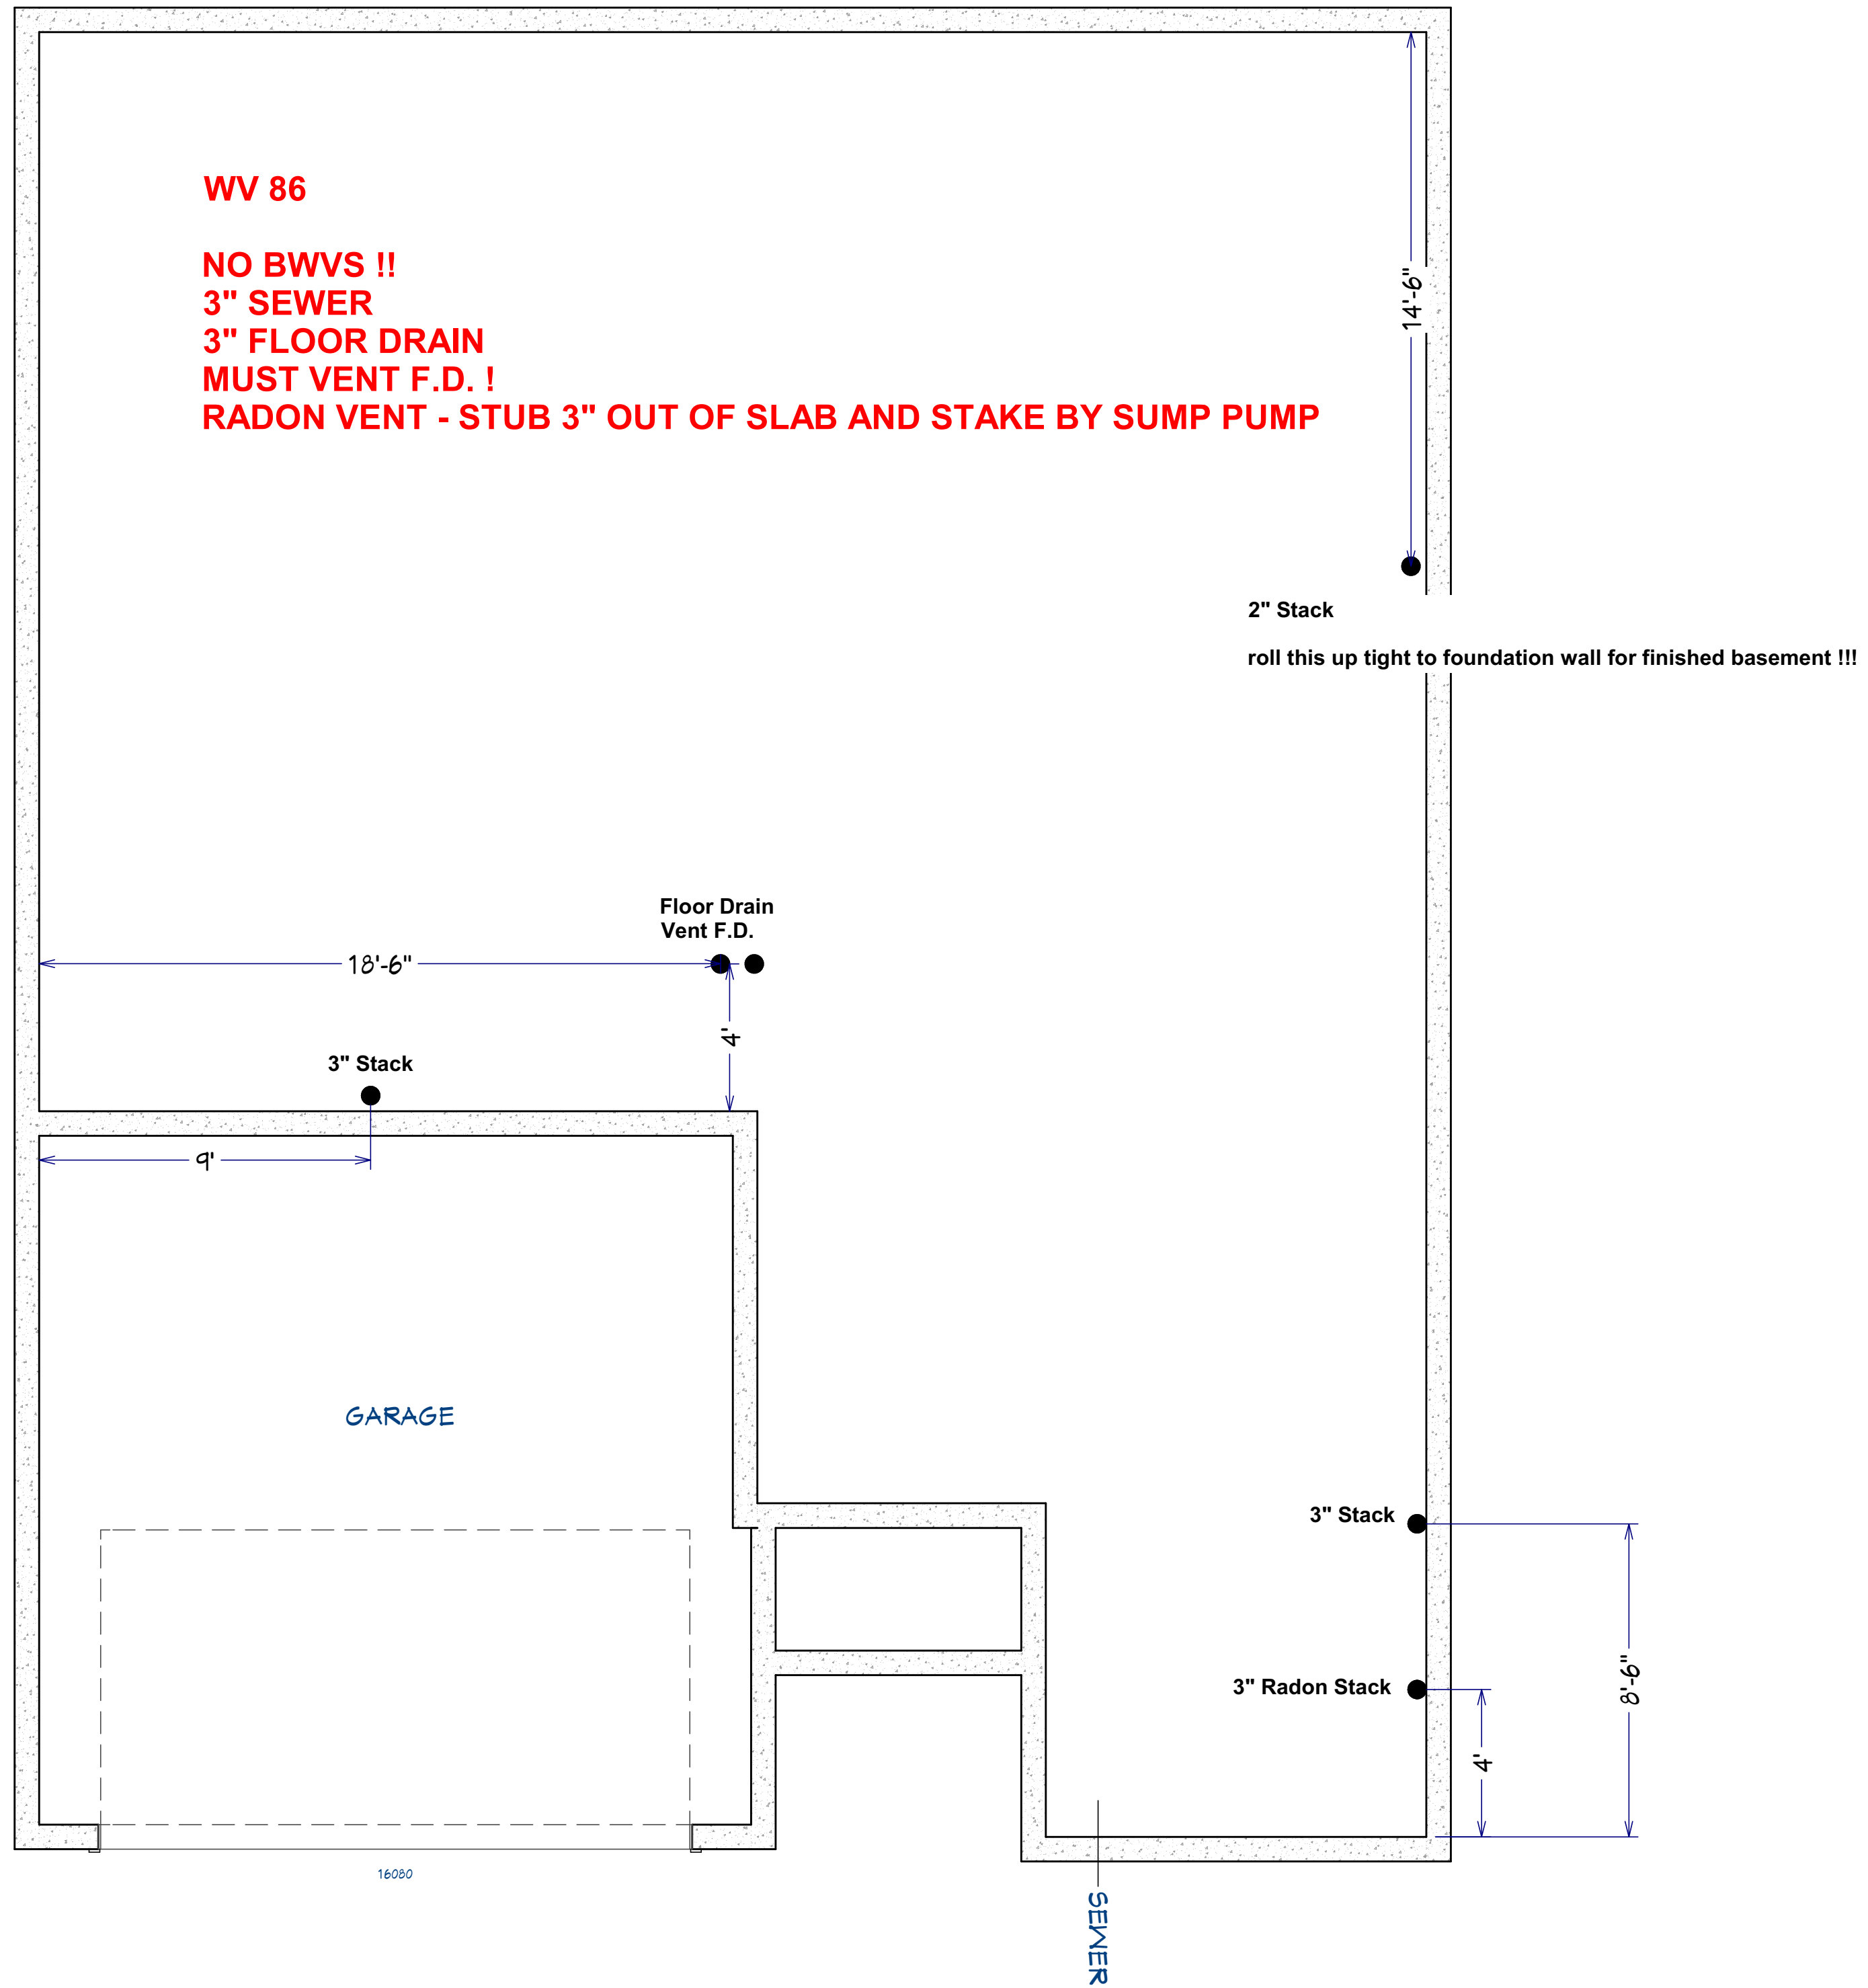 WV 86
NO BWVS !!
3" SEWER
3" FLOOR DRAIN
MUST VENT F.D. !
RADON VENT - STUB 3" OUT OF SLAB AND STAKE BY SUMP PUMP
14'-6"
2" Stack
roll this up tight to foundation wall for finished basement !!!
Floor Drain
Vent F.D.
18'-6"
4'
3" Stack
9'
GARAGE
3" Stack
3" Radon Stack
8'-6"
4'
16080
SEWER